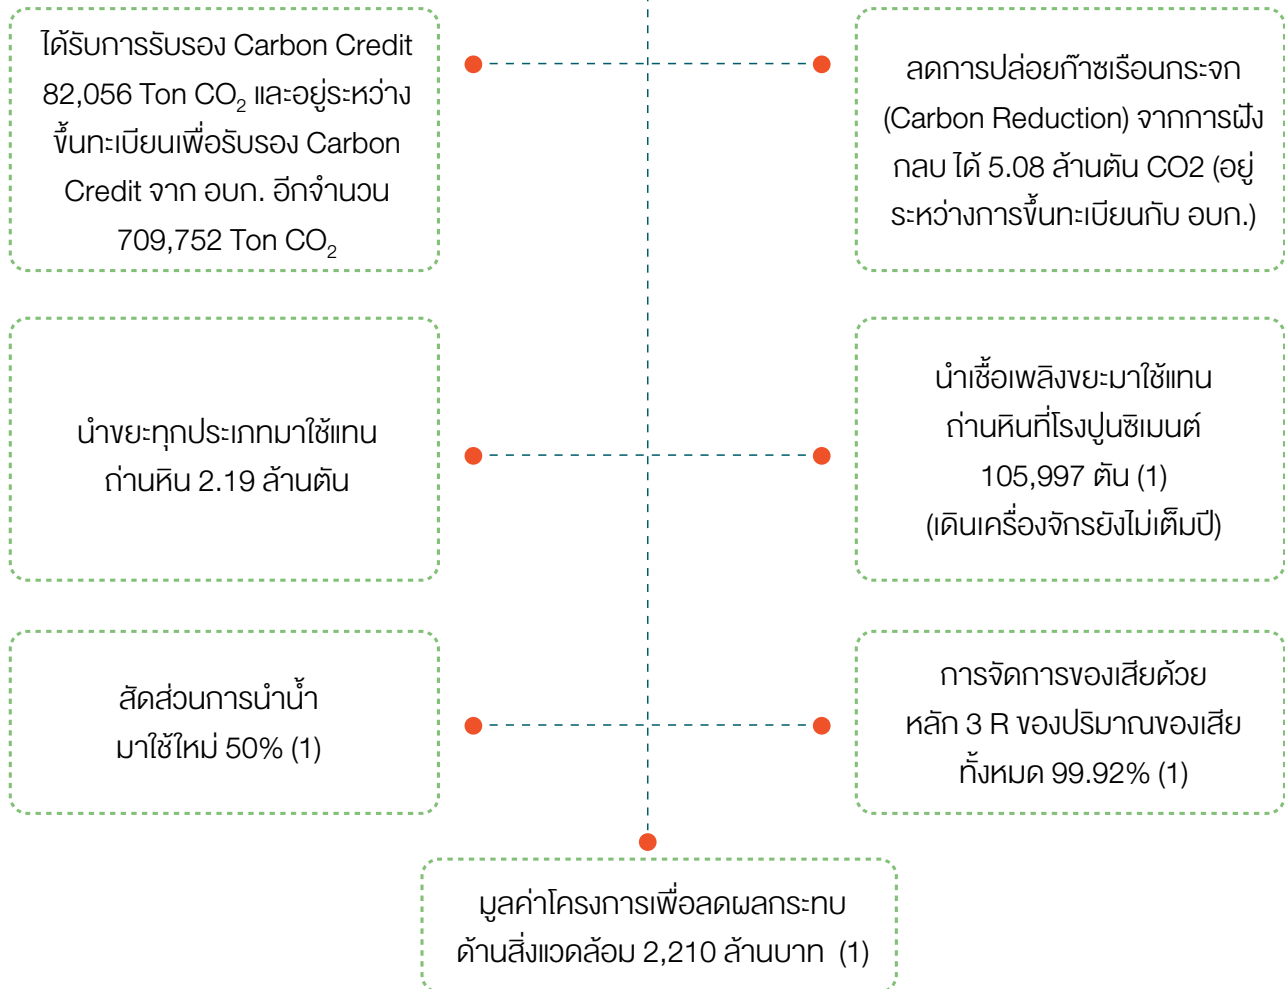 ได้รับการรับรอง Carbon Credit
82,056 Ton CO₂ และอยู่ระหว่าง
ขึ้นทะเบียนเพื่อรับรอง Carbon
Credit จาก อบก. อีกจำนวน
709,752 Ton CO₂
ลดการปล่อยก๊าซเรือนกระจก
(Carbon Reduction) จากการฝัง
กลบ ได้ 5.08 ล้านตัน CO2 (อยู่
ระหว่างการขึ้นทะเบียนกับ อบก.)
นำขยะทุกประเภทมาใช้แทน
ถ่านหิน 2.19 ล้านตัน
นำเชื้อเพลิงขยะมาใช้แทน
ถ่านหินที่โรงปูนซิเมนต์
105,997 ตัน (1)
(เดินเครื่องจักรยังไม่เต็มปี)
สัดส่วนการนำน้ำ
มาใช้ใหม่ 50% (1)
การจัดการของเสียด้วย
หลัก 3 R ของปริมาณของเสีย
ทั้งหมด 99.92% (1)
มูลค่าโครงการเพื่อลดผลกระทบ
ด้านสิ่งแวดล้อม 2,210 ล้านบาท (1)